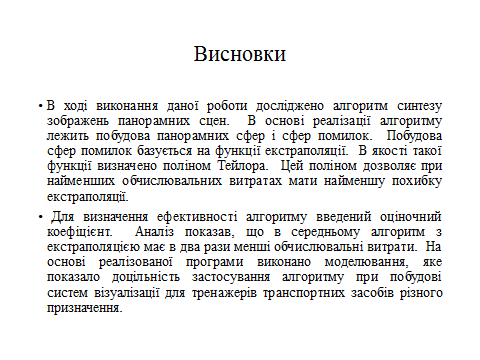 Висновки
• В ході виконання даної роботи досліджено алгоритм синтезу
зображень панорамних сцен. В основі реалізації алгоритму
лежить побудова панорамних сфер і сфер помилок. Побудова
сфер помилок базується на функції екстраполяції. В якості такої
функції визначено поліном Тейлора. Цей поліном дозволяє при
найменших обчислювальних витратах мати найменшу похибку
екстраполяції.
• Для визначення ефективності алгоритму введений оціночний
коефіцієнт. Аналіз показав, що в середньому алгоритм з
екстраполяцією має в два рази менші обчислювальні витрати. На
основі реалізованої програми виконано моделювання, яке
показало доцільність застосування алгоритму при побудові
систем візуалізації для тренажерів транспортних засобів різного
призначення.